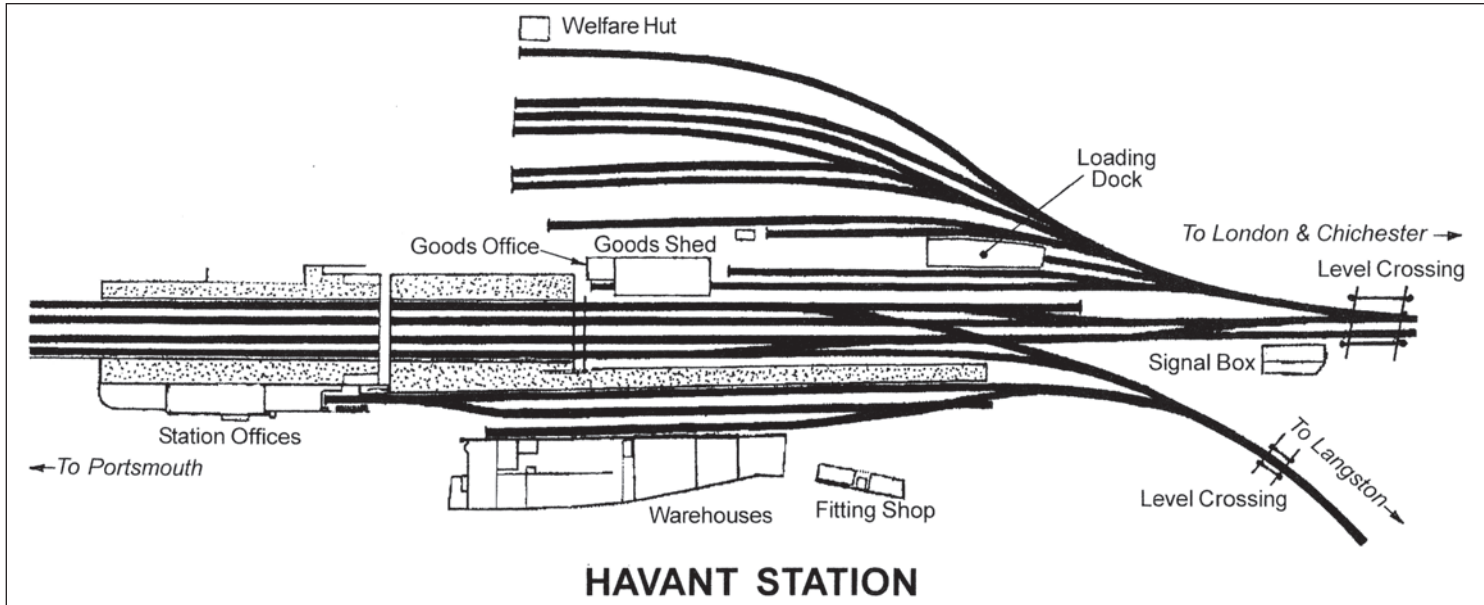 Welfare Hut
Loading
Dock
To London & Chichester
Goods Office
Goods Shed
Level Crossing
Signal Box
Station Offices
To Portsmouth
To Langston
Level Crossing
Warehouses
Fitting Shop
HAVANT STATION